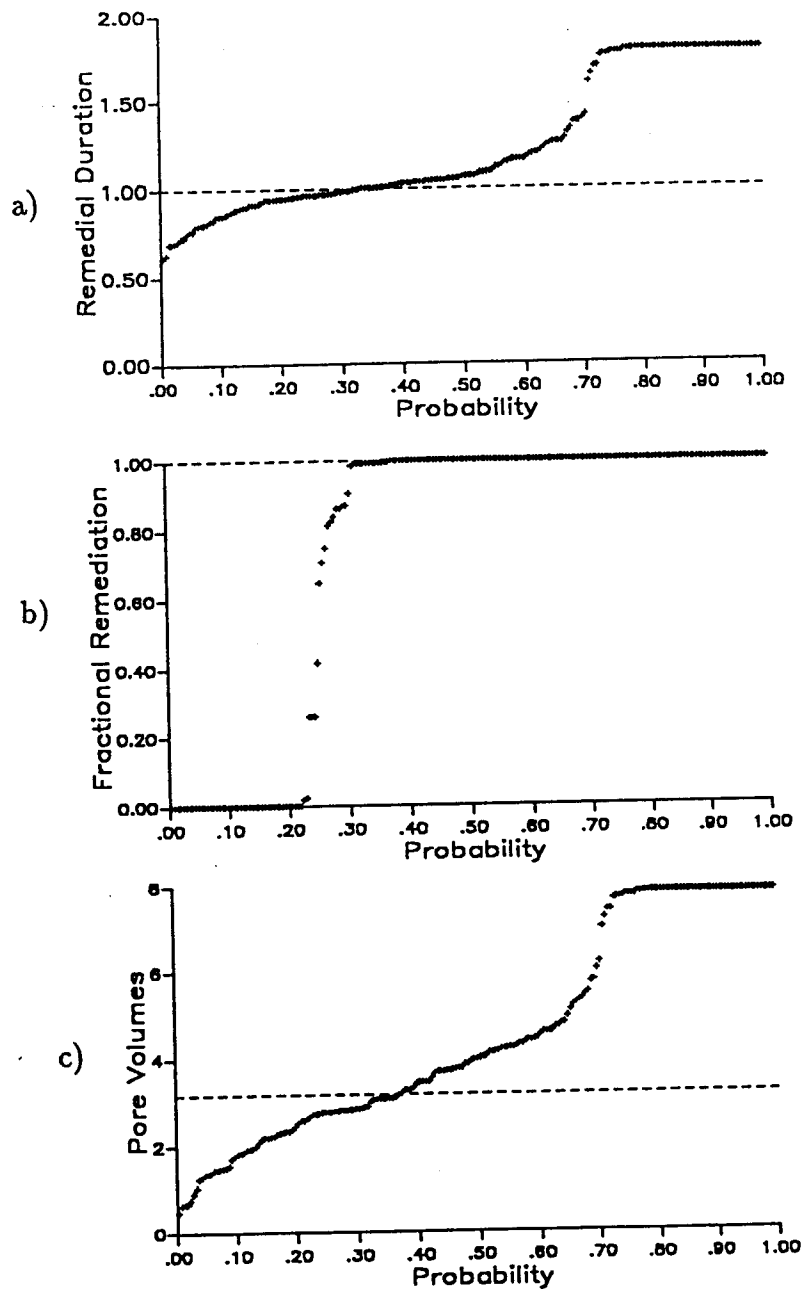 a)
Remedial Duration
2.00
1.50
1.00
0.50
0.00
.00 .10 .20 .30 .40 .50 .60 .70 .80 .90 1.00
Probability
b)
Fractional Remediation
1.00
0.80
0.60
0.40
0.20
0.00
.00 .10 .20 .30 .40 .50 .60 .70 .80 .90 1.00
Probability
c)
Pore Volumes
8
6
4
2
0
.00 .10 .20 .30 .40 .50 .60 .70 .80 .90 1.00
Probability